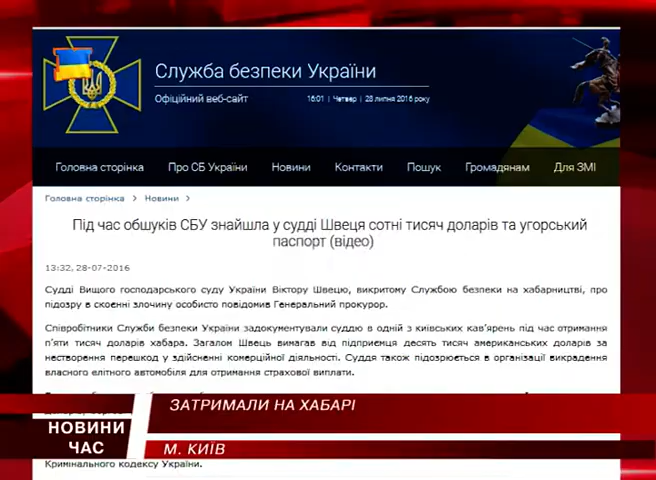 Служба безпеки України
Офіційний веб-сайт
16:01 | Четвер | 28 липня 2016 року
Головна сторінка Про СБ України Новини Контакти Пошук Громадянам Для ЗМІ
Головна сторінка > Новини >
Під час обшуків СБУ знайшла у судді Швеця сотні тисяч доларів та угорський
паспорт (відео)
13:32, 28-07-2016
Судді Вищого господарського суду України Віктору Швецю, викритому Службою безпеки на хабарництві, про
підозру в скоєнні злочину особисто повідомив Генеральний прокурор.
Співробітники Служби безпеки України задокументували суддю в одній з київських кав'ярень під час отримання
п'яти тисяч доларів хабара. Загалом Швець вимагав від підприємця десять тисяч американських доларів за
нестворення перешкод у здійсненні комерційної діяльності. Суддя також підозрюється в організації викрадення
власного елітного автомобіля для отримання страхової виплати.
ЗАТРИМАЛИ НА ХАБАРІ
НОВИНИ
ЧАС
М. КИЇВ
Кримінального кодексу України.